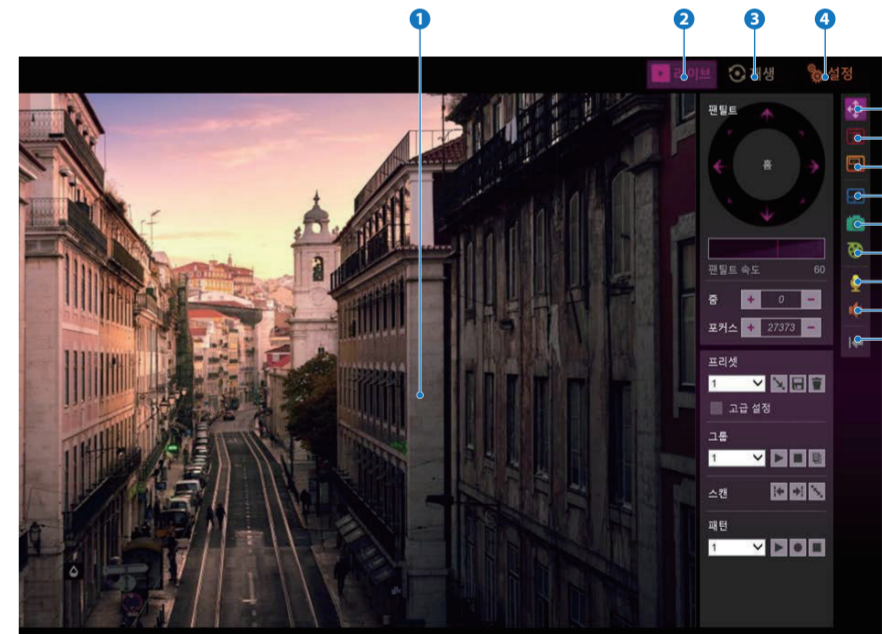 1
2
3
4
라이브
재생
설정
팬틸트
홈
팬틸트 속도 60
줌 + 0 −
포커스 + 27373 −
프리셋
1
고급 설정
그룹
1
스캔
패턴
1